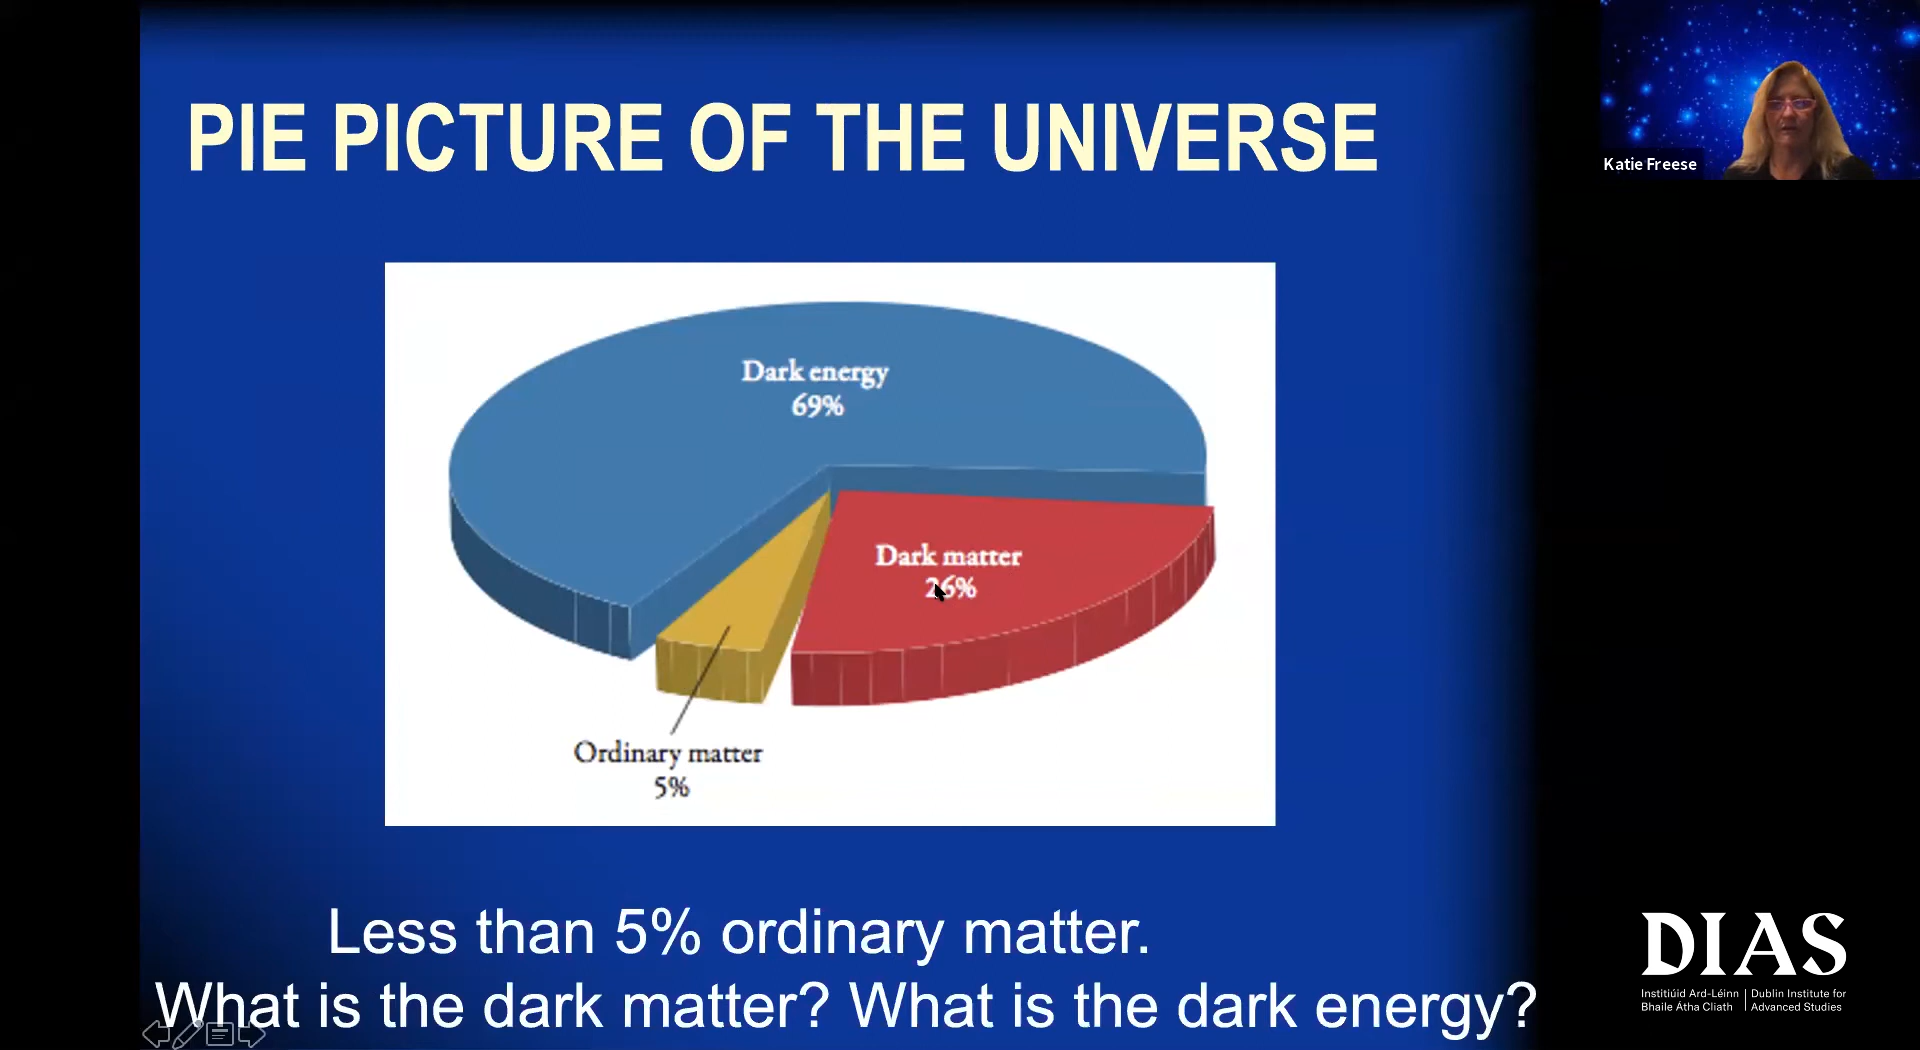 PIE PICTURE OF THE UNIVERSE
Katie Freese
Dark energy
69%
Dark matter
26%
Ordinary matter
5%
Less than 5% ordinary matter.
What is the dark matter? What is the dark energy?
DIAS
Institiúid Ard-Léinn | Dublin Institute for
Bhaile Átha Cliath | Advanced Studies